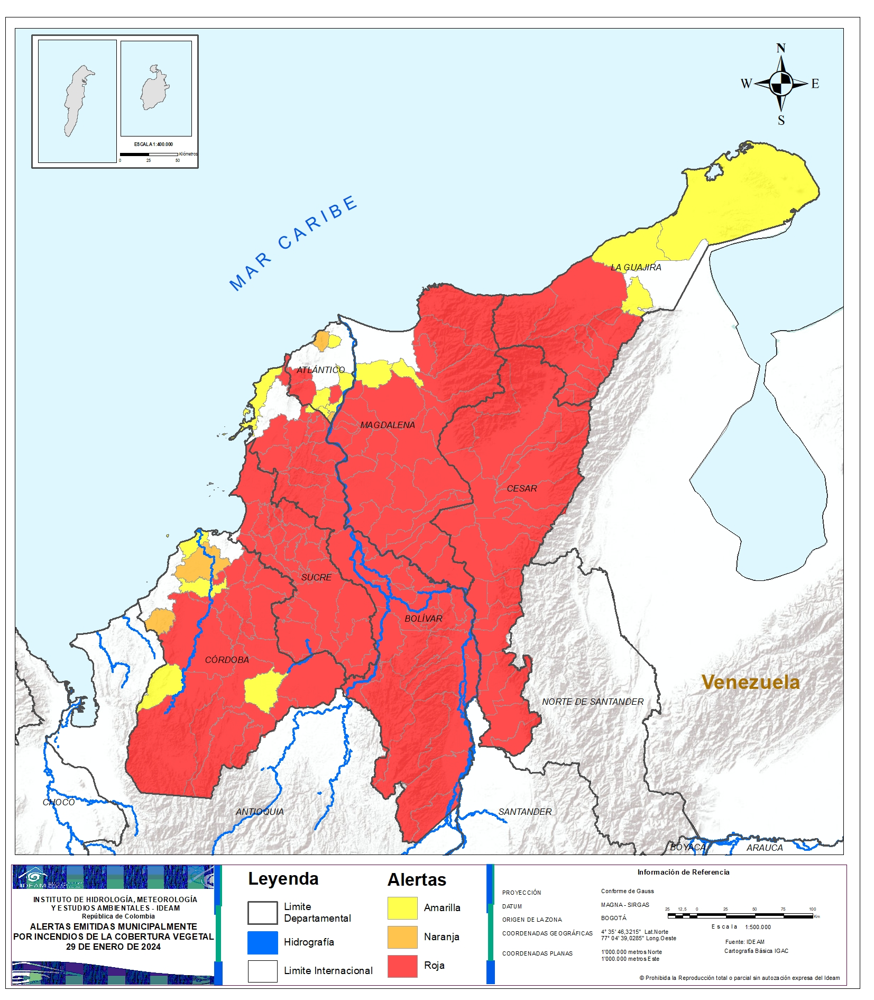 ESCALA 1:400.000
Kilómetros
0 25 50
N
W E
S
MAR CARIBE
LA GUAJIRA
ATLÁNTICO
MAGDALENA
CESAR
SUCRE
BOLÍVAR
CÓRDOBA
Venezuela
NORTE DE SANTANDER
CHOCÓ
ANTIOQUIA
SANTANDER
BOYACÁ
ARAUCA
IDEAM
INSTITUTO DE HIDROLOGÍA, METEOROLOGÍA
Y ESTUDIOS AMBIENTALES - IDEAM
República de Colombia
ALERTAS EMITIDAS MUNICIPALMENTE
POR INCENDIOS DE LA COBERTURA VEGETAL
29 DE ENERO DE 2024
Leyenda
Limite
Departamental
Hidrografía
Limite Internacional
Alertas
Amarilla
Naranja
Roja
Información de Referencia
PROYECCIÓN Conforme de Gauss
DATUM MAGNA - SIRGAS
ORIGEN DE LA ZONA BOGOTÁ
COORDENADAS GEOGRÁFICAS 4° 35' 46,3215" Lat.Norte
77° 04' 39,0285" Long.Oeste
COORDENADAS PLANAS 1'000.000 metros Norte
1'000.000 metros Este
25 12,5 0 25 50 75 100
Km
Escala 1:500.000
Fuente: IDEAM
Cartografía Básica IGAC
© Prohibida la Reproducción total o parcial sin autozación expresa del Ideam